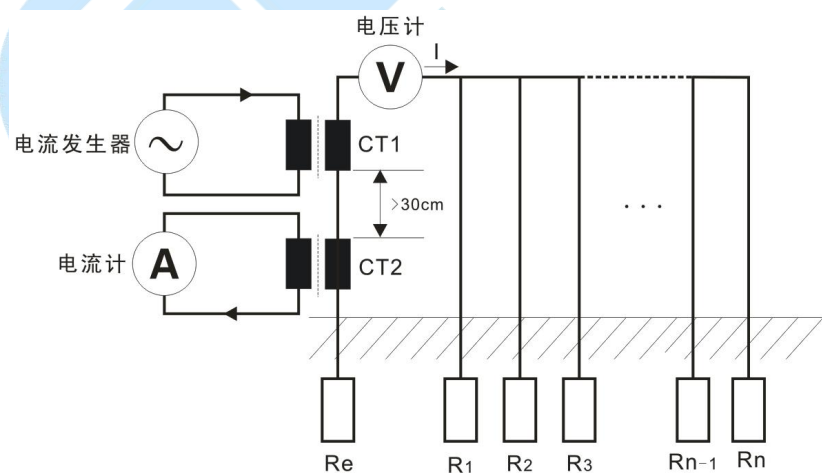 电压计
I
V
电流发生器
CT1
>30cm
电流计
A
CT2
...
Re
R1
R2
R3
Rn-1
Rn